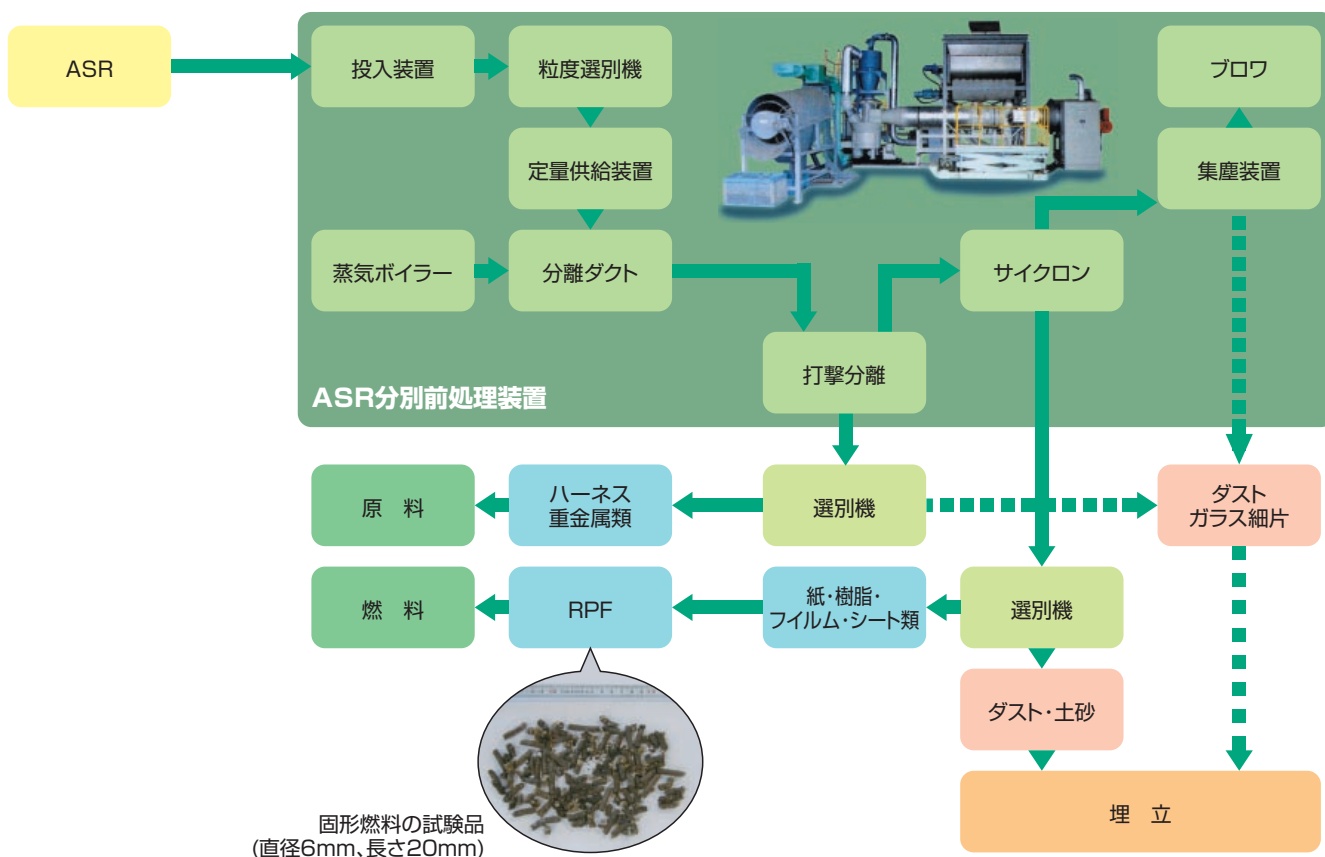 ASR
投入装置
粒度選別機
ブロワ
定量供給装置
集塵装置
蒸気ボイラー
分離ダクト
サイクロン
打撃分離
ASR分別前処理装置
原 料
ハーネス
重金属類
選別機
ダスト
ガラス細片
燃 料
RPF
紙・樹脂・
フイルム・シート類
選別機
ダスト・土砂
固形燃料の試験品
(直径6mm、長さ20mm)
埋 立